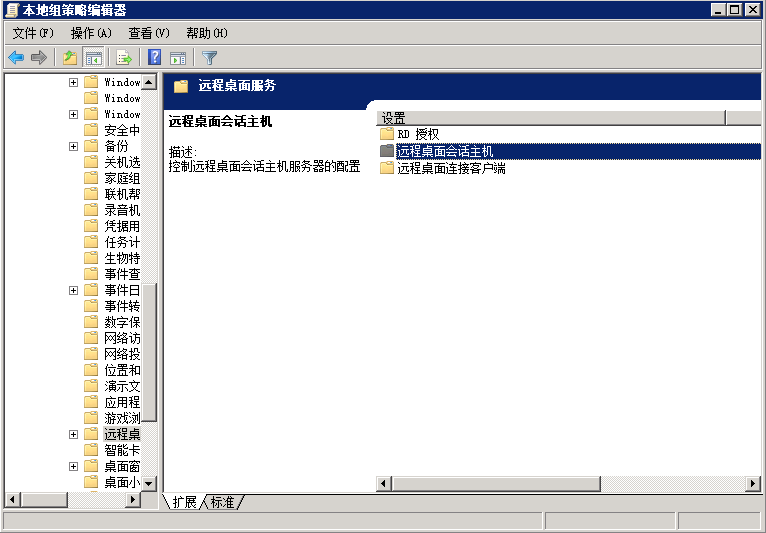 本地组策略编辑器
文件(F) 操作(A) 查看(V) 帮助(H)
Window
Window
Window
安全中
备份
关机选
家庭组
联机帮
录音机
凭据用
任务计
生物特
事件查
事件日
事件转
数字保
网络访
网络投
位置和
演示文
应用程
游戏浏
远程桌
智能卡
桌面窗
桌面小
远程桌面服务
远程桌面会话主机
描述:
控制远程桌面会话主机服务器的配置
设置
RD 授权
远程桌面会话主机
远程桌面连接客户端
扩展 标准